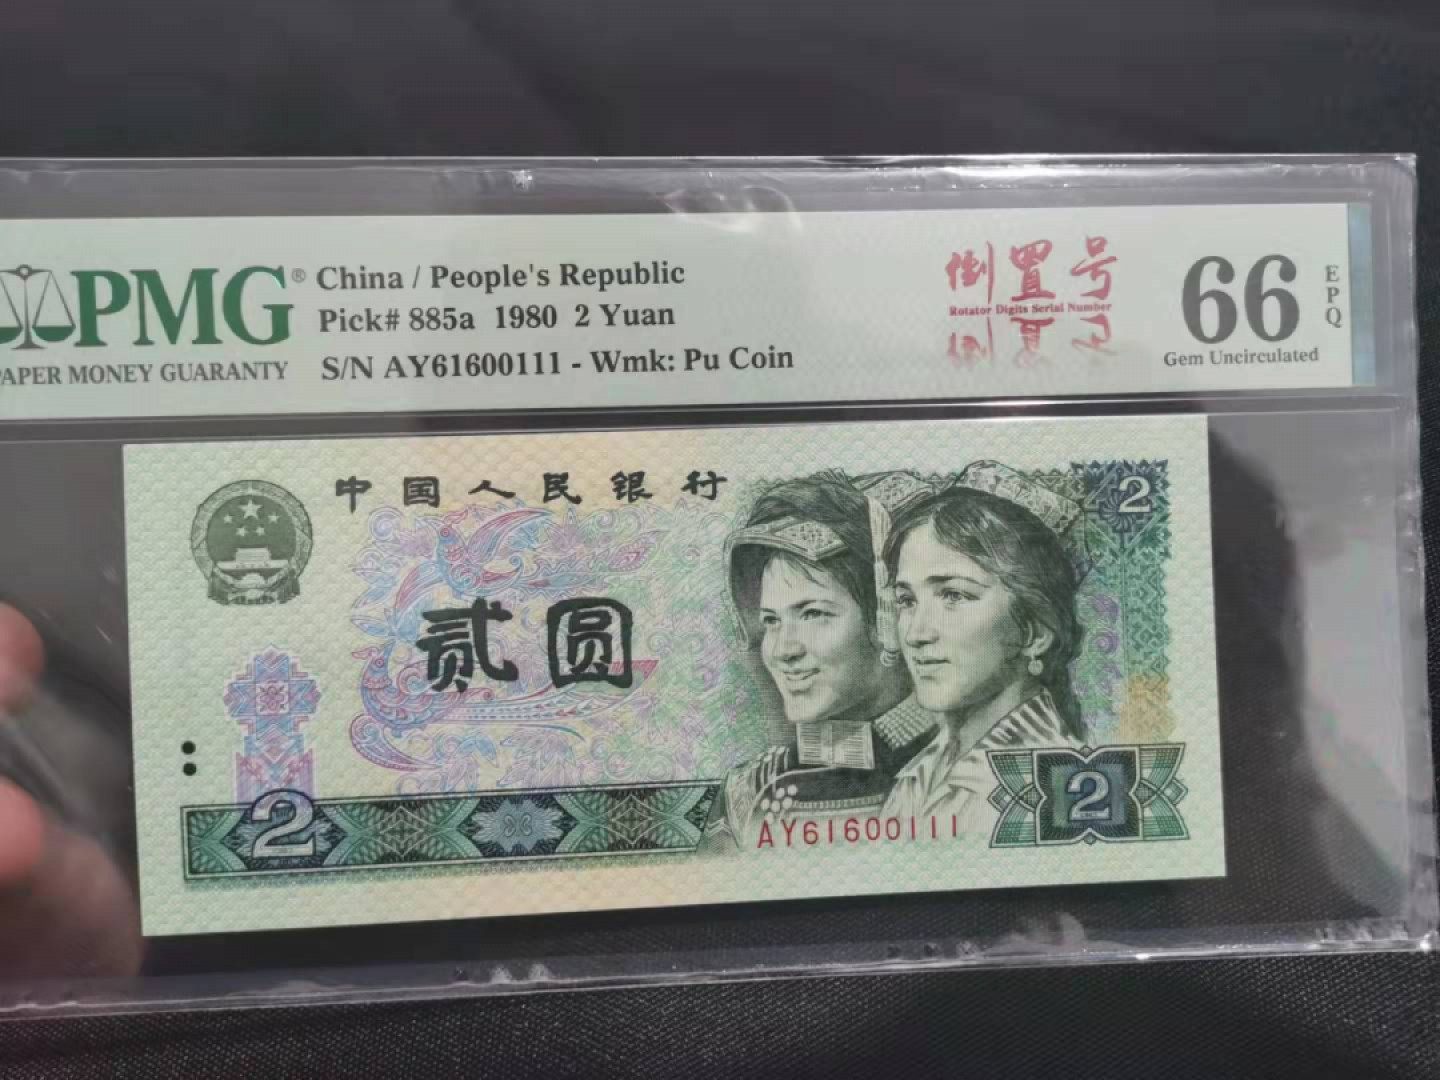 PMG®
PAPER MONEY GUARANTY
China / People's Republic
Pick# 885a 1980 2 Yuan
S/N AY61600111 - Wmk: Pu Coin
倒置号
Rotator Digits Serial Number
66
EPQ
Gem Uncirculated
中国人民银行
2
贰圆
2
2
AY61600111